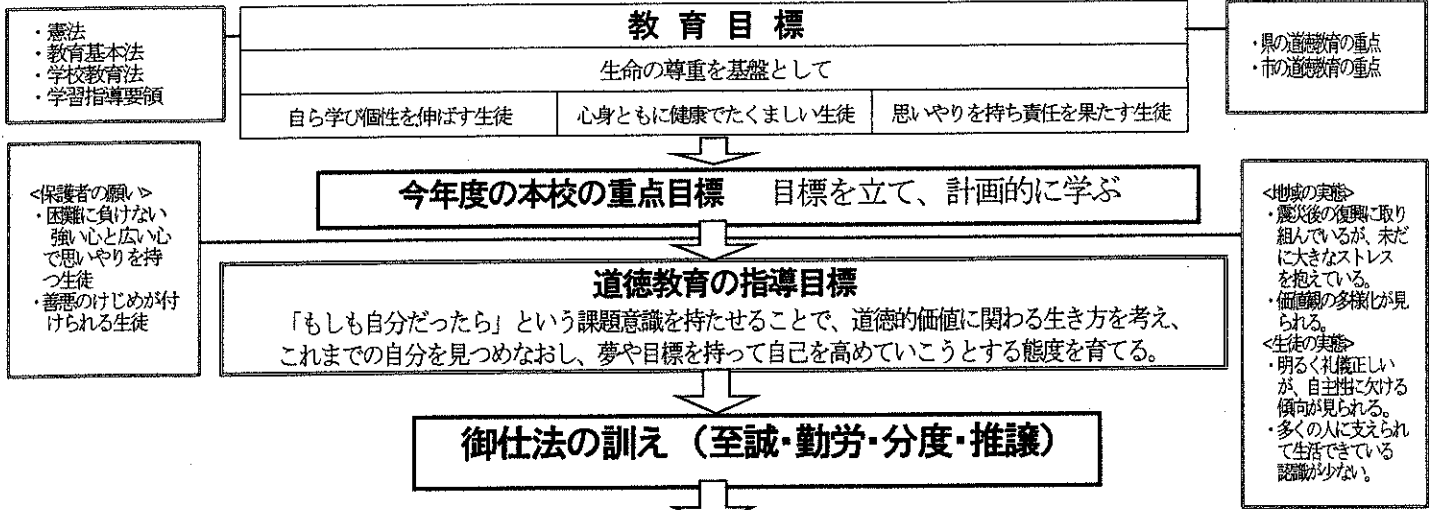 ・憲法
・教育基本法
・学校教育法
・学習指導要領
教育目標
生命の尊重を基盤として
自ら学び個性を伸ばす生徒
心身ともに健康でたくましい生徒
思いやりを持ち責任を果たす生徒
・県の道徳教育の重点
・市の道徳教育の重点
今年度の本校の重点目標　目標を立て、計画的に学ぶ
<保護者の願い>
・困難に負けない
強い心と広い心
で思いやりを持
つ生徒
・善悪のけじめが付
けられる生徒
道徳教育の指導目標
「もしも自分だったら」という課題意識を持たせることで、道徳的価値に関わる生き方を考え、
これまでの自分を見つめなおし、夢や目標を持って自己を高めていこうとする態度を育てる。
<地域の実態>
・震災後の復興に取り
組んでいるが、未だ
に大きなストレス
を抱えている。
・価値観の多様化が見
られる。
<生徒の実態>
・明るく礼儀正しい
が、自主性に欠ける
傾向が見られる。
・多くの人に支えられ
て生活できている
認識が少ない。
御仕法の訓え（至誠・勤労・分度・推譲）